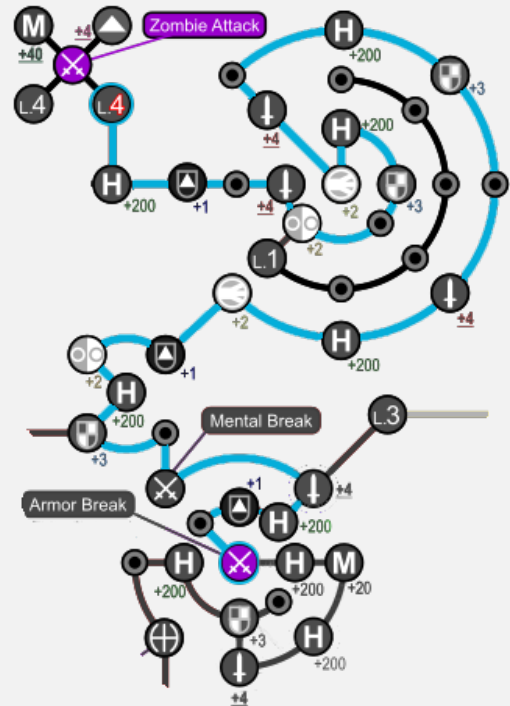 M
+4
Zombie Attack
+40
H
+200
+3
L.4
L.4
+4
H
+200
H
+200
+1
+4
+2
+3
+2
L.1
+2
+4
H
+200
+2
+1
H
+200
+3
L.3
Mental Break
+4
+1
Armor Break
H
+200
H
+200
H
+200
M
+20
+3
H
+200
+4